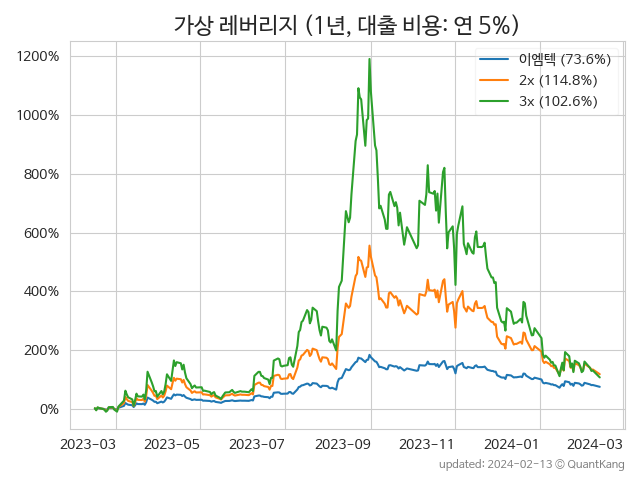 가상 레버리지 (1년, 대출 비용: 연 5%)
1200%
1000%
800%
600%
400%
200%
0%
이엠텍 (73.6%)
2x (114.8%)
3x (102.6%)
2023-03 2023-05 2023-07 2023-09 2023-11 2024-01 2024-03
updated: 2024-02-13 © QuantKang